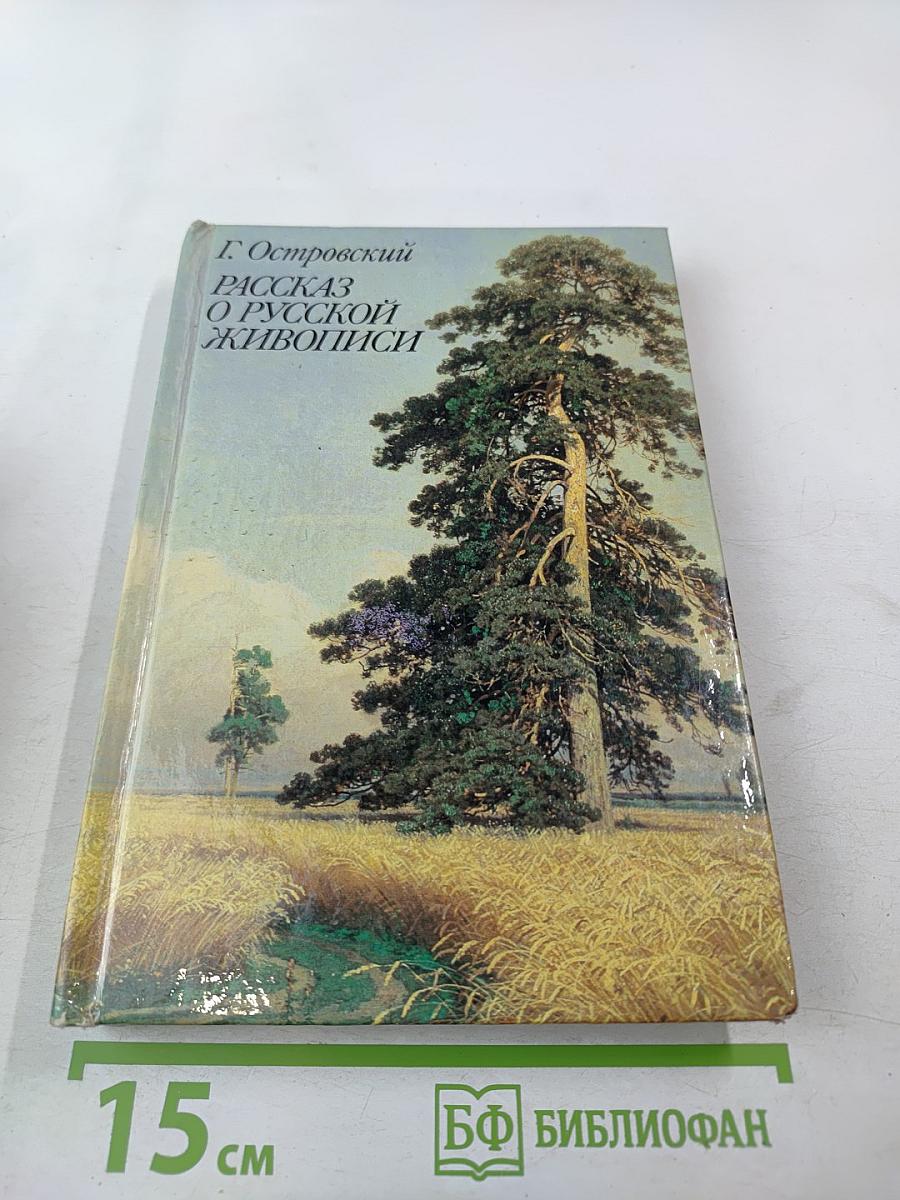 Г. Островский
РАССКАЗ
О РУССКОЙ
ЖИВОПИСИ
15 см
БФ БИБЛИОФАН